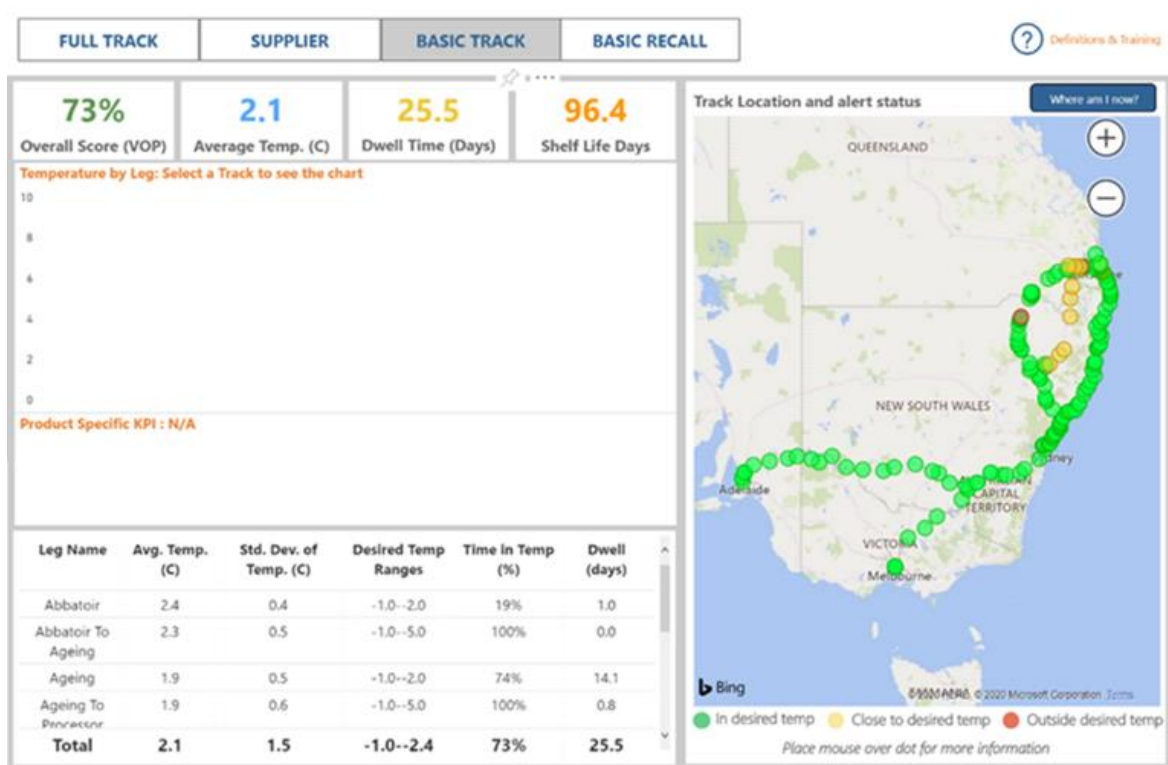 FULL TRACK SUPPLIER BASIC TRACK BASIC RECALL
? Definitions & Training
73% 2.1 25.5 96.4
Overall Score (VOP) Average Temp. (C) Dwell Time (Days) Shelf Life Days
Temperature by Leg: Select a Track to see the chart
10
8
6
4
2
0
Product Specific KPI : N/A
Leg Name Avg. Temp. (C) Std. Dev. of Temp. (C) Desired Temp Ranges Time in Temp (%) Dwell (days)
Abbatoir 2.4 0.4 -1.0--2.0 19% 1.0
Abbatoir To Ageing 2.3 0.5 -1.0--5.0 100% 0.0
Ageing 1.9 0.5 -1.0--2.0 74% 14.1
Ageing To Processor 1.9 0.6 -1.0--5.0 100% 0.8
Total 2.1 1.5 -1.0--2.4 73% 25.5
Track Location and alert status
Where am I now?
QUEENSLAND
NEW SOUTH WALES
Adelaide
CAPITAL
TERRITORY
VICTORIA
Melbourne
Bing
© 2020 Microsoft Corporation Terms
In desired temp Close to desired temp Outside desired temp
Place mouse over dot for more information